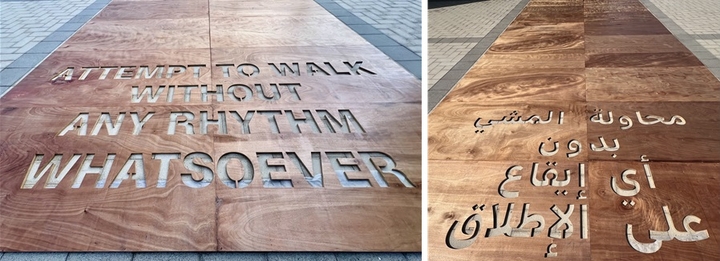 ATTEMPT TO WALK
WITHOUT
ANY RHYTHM
WHATSOEVER
محاولة المشي
بدون
أي إيقاع
على الإطلاق